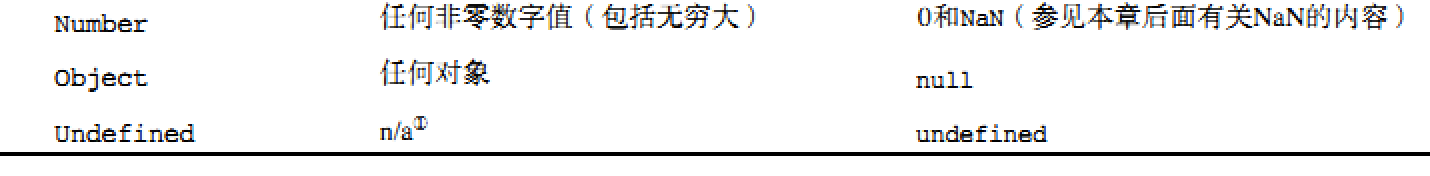 Number 任何非零数字值（包括无穷大） 0和NaN（参见本章后面有关NaN的内容）
Object 任何对象 null
Undefined n/a① undefined